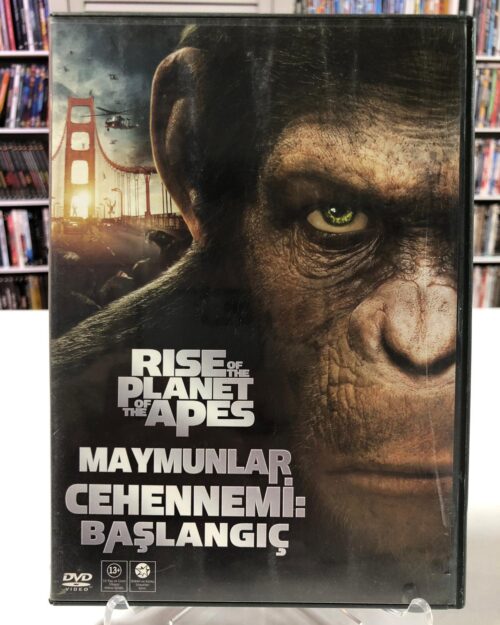 RISE OF THE
PLANET
OF THE APES
MAYMUNLAR
CEHENNEMİ:
BAŞLANGIÇ
DVD
VIDEO
13+